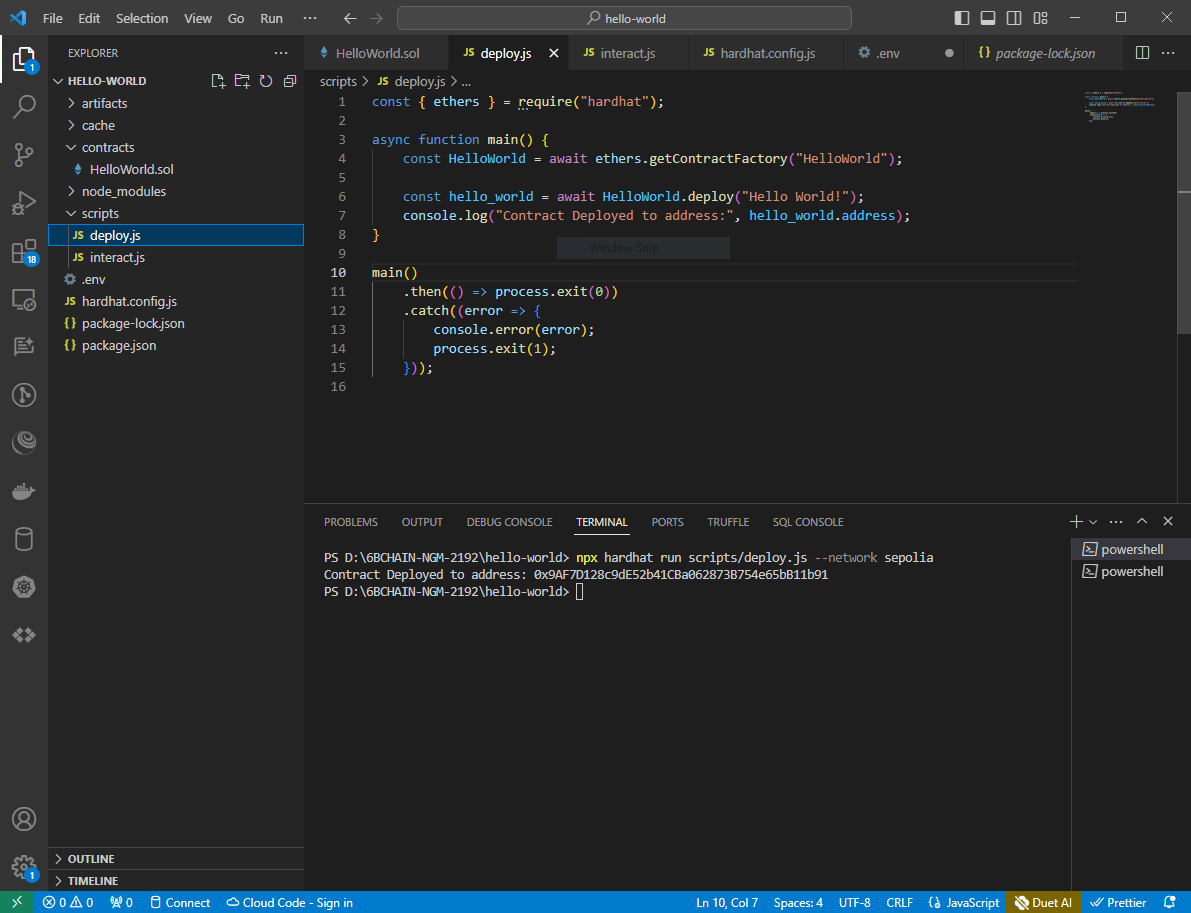 File Edit Selection View Go Run ··· hello-world
EXPLORER ···
HELLO-WORLD
artifacts
cache
contracts
HelloWorld.sol
node_modules
scripts
JS deploy.js
JS interact.js
.env
JS hardhat.config.js
{} package-lock.json
{} package.json
OUTLINE
TIMELINE
1
18
1
HelloWorld.sol JS deploy.js JS interact.js JS hardhat.config.js .env {} package-lock.json ···
scripts > JS deploy.js > ...
1 const { ethers } = require("hardhat");
2
3 async function main() {
4 const HelloWorld = await ethers.getContractFactory("HelloWorld");
5
6 const hello_world = await HelloWorld.deploy("Hello World!");
7 console.log("Contract Deployed to address:", hello_world.address);
8 }
Window Snip
9
10 main()
11 .then(() => process.exit(0))
12 .catch((error => {
13 console.error(error);
14 process.exit(1);
15 }));
16
PROBLEMS OUTPUT DEBUG CONSOLE TERMINAL PORTS TRUFFLE SQL CONSOLE
PS D:\6BCHAIN-NGM-2192\hello-world> npx hardhat run scripts/deploy.js --network sepolia
Contract Deployed to address: 0x9AF7D128c9dE52b41CBa062873B754e65bB11b91
PS D:\6BCHAIN-NGM-2192\hello-world>
powershell
powershell
0 0 0 Connect Cloud Code - Sign in Ln 10, Col 7 Spaces: 4 UTF-8 CRLF {} JavaScript Duet AI Prettier